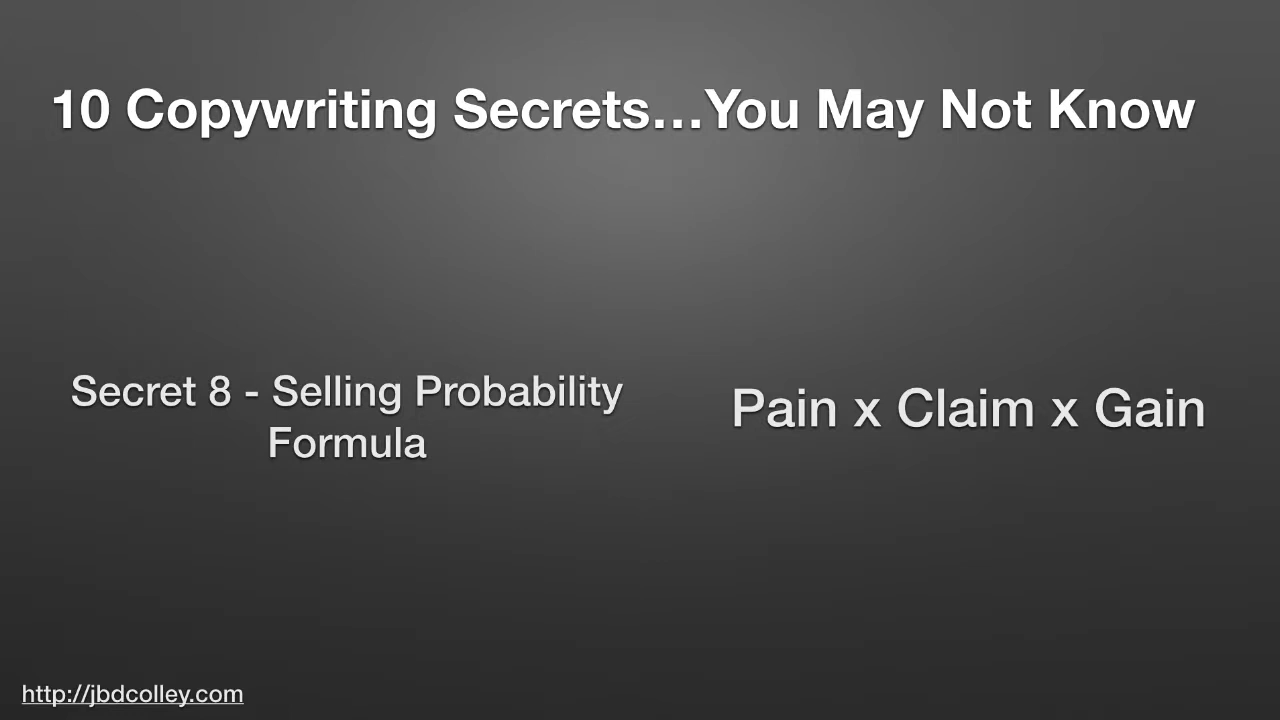 10 Copywriting Secrets…You May Not Know
Secret 8 - Selling Probability
Formula
Pain x Claim x Gain
http://jbdcolley.com